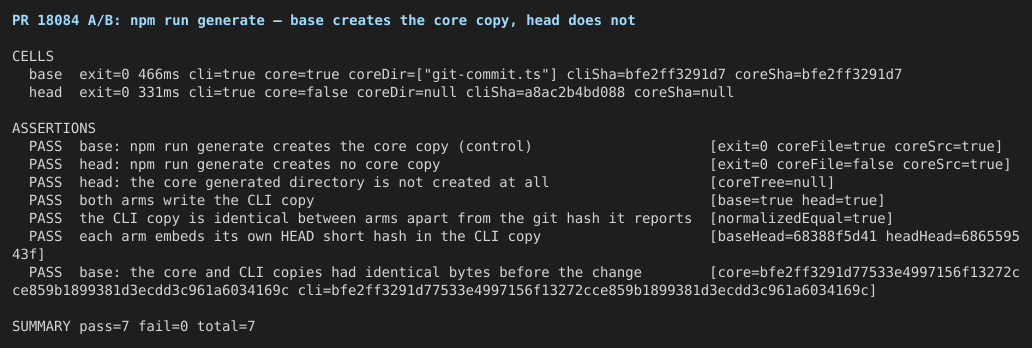 PR 18084 A/B: npm run generate — base creates the core copy, head does not
CELLS
base exit=0 466ms cli=true core=true coreDir=["git-commit.ts"] cliSha=bfe2ff3291d7 coreSha=bfe2ff3291d7
head exit=0 331ms cli=true core=false coreDir=null cliSha=a8ac2b4bd088 coreSha=null
ASSERTIONS
PASS base: npm run generate creates the core copy (control) [exit=0 coreFile=true coreSrc=true]
PASS head: npm run generate creates no core copy [exit=0 coreFile=false coreSrc=true]
PASS head: the core generated directory is not created at all [coreTree=null]
PASS both arms write the CLI copy [base=true head=true]
PASS the CLI copy is identical between arms apart from the git hash it reports [normalizedEqual=true]
PASS each arm embeds its own HEAD short hash in the CLI copy [baseHead=68388f5d41 headHead=6865595
43f]
PASS base: the core and CLI copies had identical bytes before the change [core=bfe2ff3291d77533e4997156f13272c
ce859b1899381d3ecdd3c961a6034169c cli=bfe2ff3291d77533e4997156f13272cce859b1899381d3ecdd3c961a6034169c]
SUMMARY pass=7 fail=0 total=7